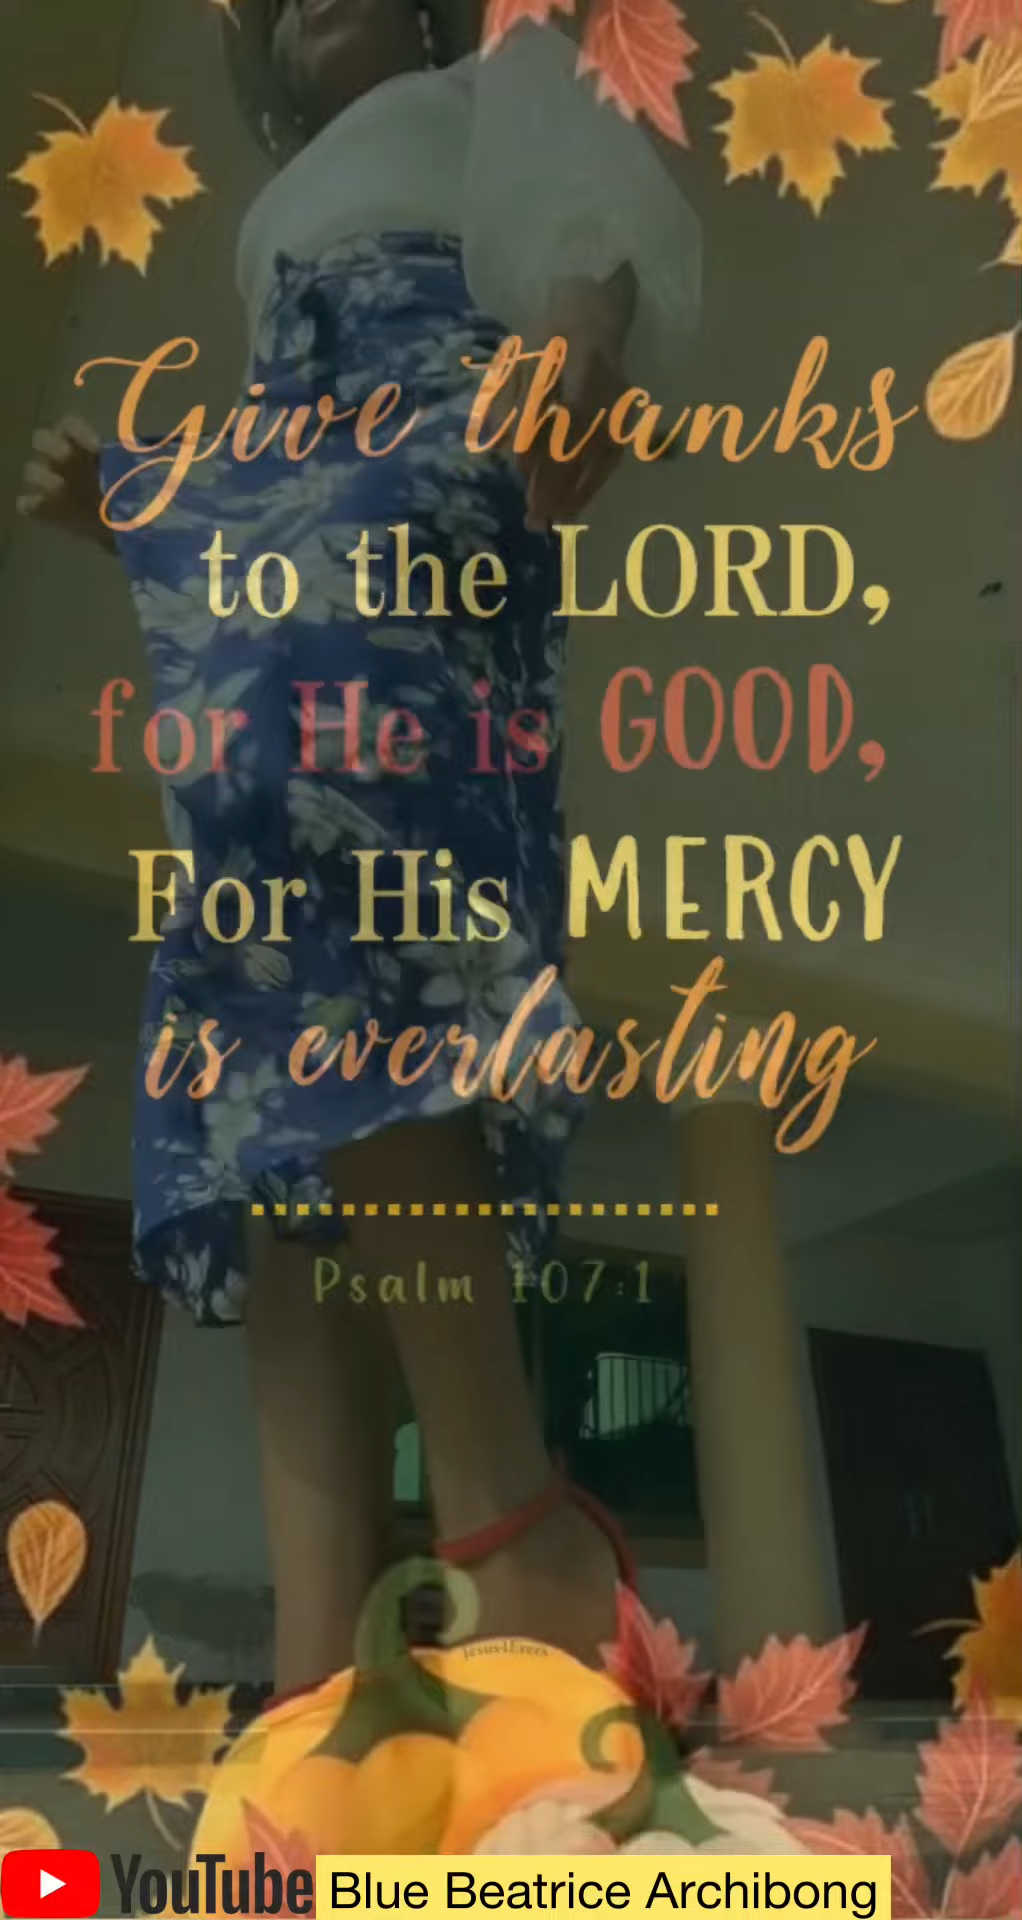 Give thanks
to the LORD,
for He is GOOD,
For His MERCY
is everlasting
Psalm 107:1
Jesus4Evers
YouTube Blue Beatrice Archibong